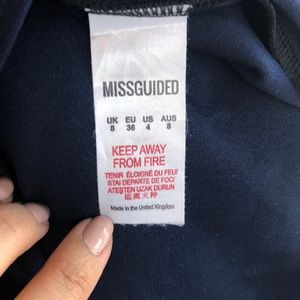 MISSGUIDED
UK EU US AUS
8 36 4 8
KEEP AWAY
FROM FIRE
TENIR ÉLOIGNÉ DU FEU/
STAI DEPARTE DE FOC/
ATEŞTEN UZAK DURUN
Made in the United Kingdom